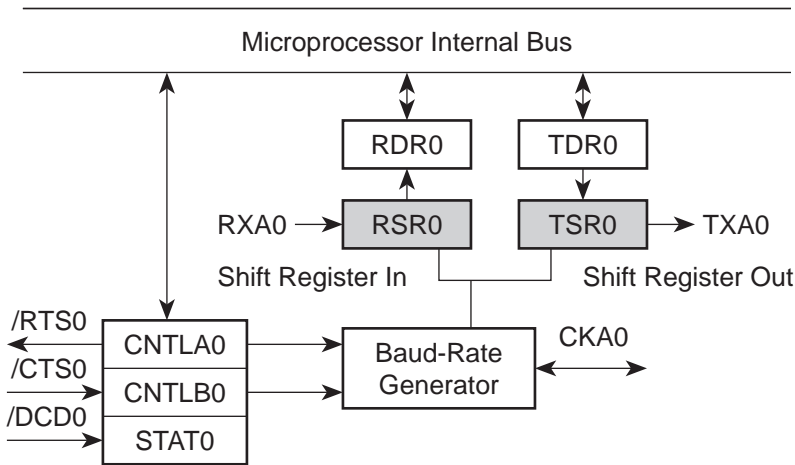 Microprocessor Internal Bus
RDR0
TDR0
RXA0
RSR0
TSR0
TXA0
Shift Register In
Shift Register Out
/RTS0
CNTLA0
Baud-Rate
Generator
CKA0
/CTS0
CNTLB0
/DCD0
STAT0